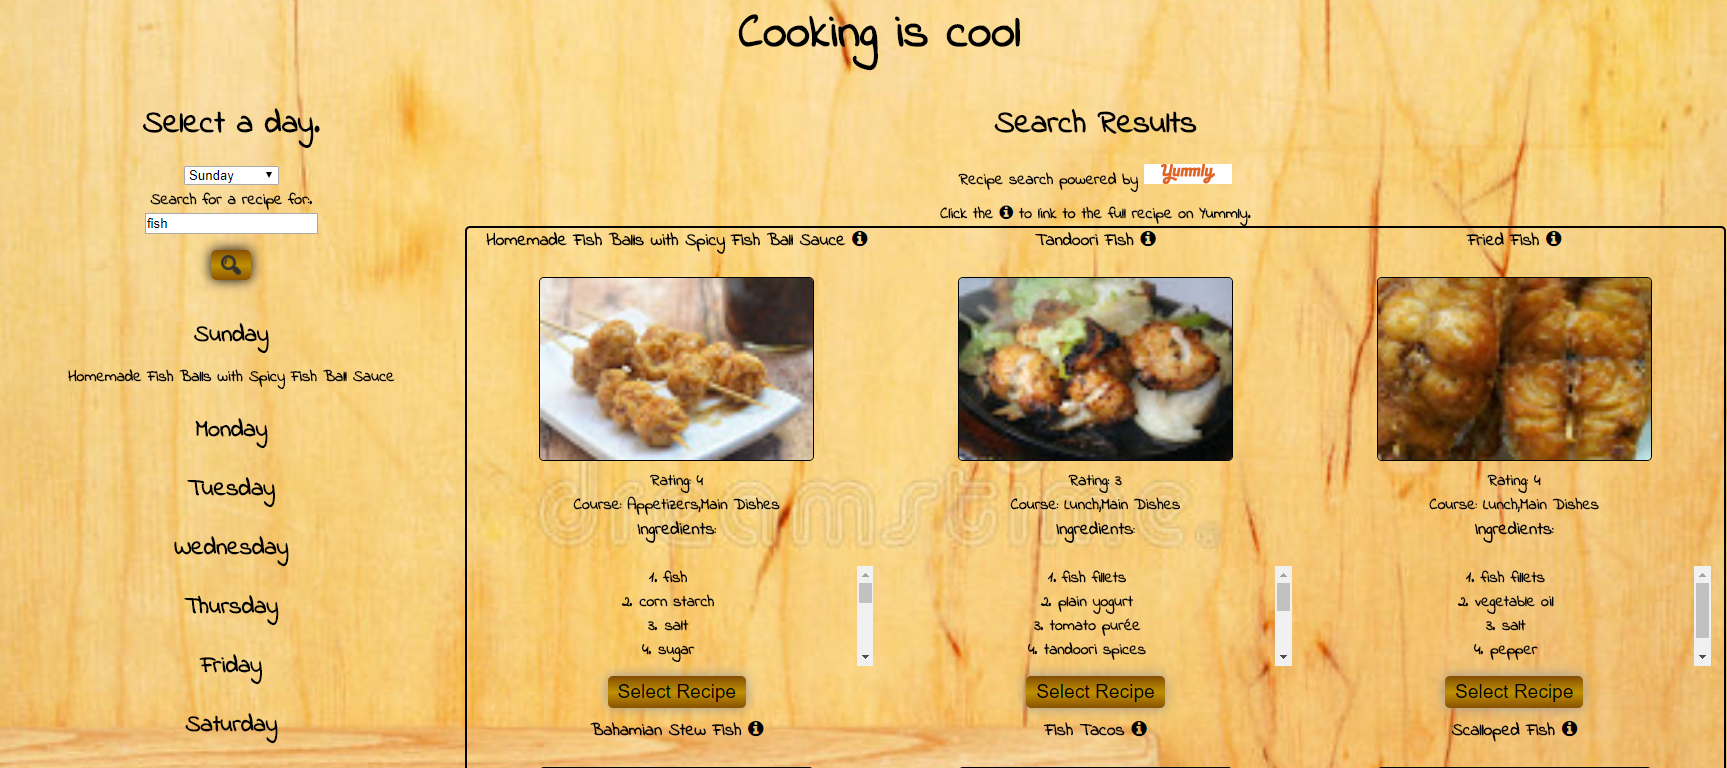 Cooking is cool
Select a day.
Sunday
Search for a recipe for:
fish
Sunday
Homemade Fish Balls with Spicy Fish Ball Sauce
Monday
Tuesday
Wednesday
Thursday
Friday
Saturday
Search Results
Recipe search powered by Yummly
Click the i to link to the full recipe on Yummly.
Homemade Fish Balls with Spicy Fish Ball Sauce
Rating: 4
Course: Appetizers,Main Dishes
Ingredients:
1. fish
2. corn starch
3. salt
4. sugar
Select Recipe
Tandoori Fish
Rating: 3
Course: Lunch,Main Dishes
Ingredients:
1. fish fillets
2. plain yogurt
3. tomato purée
4. tandoori spices
Select Recipe
Fried Fish
Rating: 4
Course: Lunch,Main Dishes
Ingredients:
1. fish fillets
2. vegetable oil
3. salt
4. pepper
Select Recipe
Bahamian Stew Fish
Fish Tacos
Scalloped Fish
dreamstime